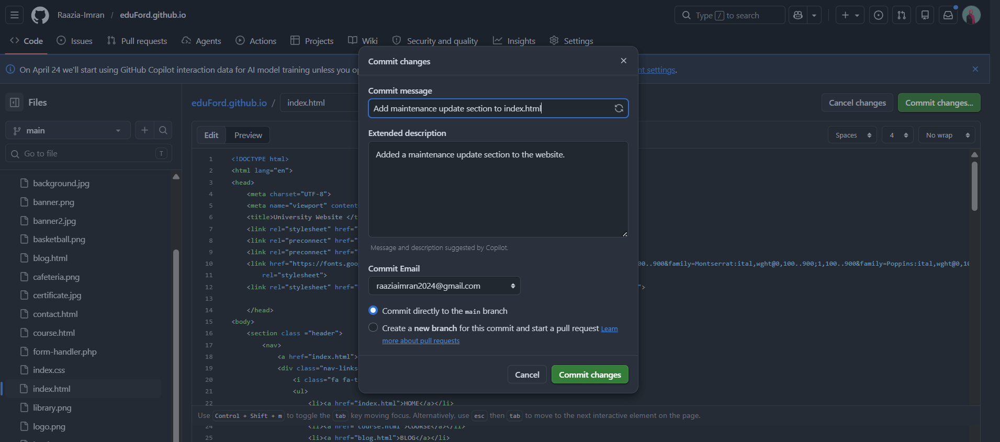 Raazia-Imran / eduFord.github.io
Type / to search
Code Issues Pull requests Agents Actions Projects Wiki Security and quality Insights Settings
On April 24 we'll start using GitHub Copilot interaction data for AI model training unless you op
nt settings.
Files
main
Go to file T
background.jpg
banner.png
banner2.jpg
basketball.png
blog.html
cafeteria.png
certificate.jpg
contact.html
course.html
form-handler.php
index.css
index.html
library.png
logo.png
eduFord.github.io / index.html
Cancel changes Commit changes...
Edit Preview
Spaces 4 No wrap
1 <!DOCTYPE html>
2 <html lang="en">
3 <head>
4 <meta charset="UTF-8">
5 <meta name="viewport" content
6 <title>University Website </t
7 <link rel="stylesheet" href="
8 <link rel="preconnect" href="
9 <link rel="preconnect" href="
10 <link href="https://fonts.goo 00..900&family=Montserrat:ital,wght@0,100..900;1,100..900&family=Poppins:ital,wght@0,10
11 rel="stylesheet">
12 <link rel="stylesheet" href=" ">
13
14 </head>
15 <body>
16 <section class ="header">
17 <nav>
18 <a href="index.html">
19 <div class="nav-links
20 <i class="fa fa-t
21 <ul>
22 <li><a href="index.html">HOME</a></li>
Use Control + Shift + m to toggle the tab key moving focus. Alternatively, use esc then tab to move to the next interactive element on the page.
24 <li><a href="course.html">COURSE</a></li>
25 <li><a href="blog.html">BLOG</a></li>
Commit changes
Commit message
Add maintenance update section to index.html
Extended description
Added a maintenance update section to the website.
Message and description suggested by Copilot.
Commit Email
raaziaimran2024@gmail.com
Commit directly to the main branch
Create a new branch for this commit and start a pull request Learn
more about pull requests
Cancel Commit changes